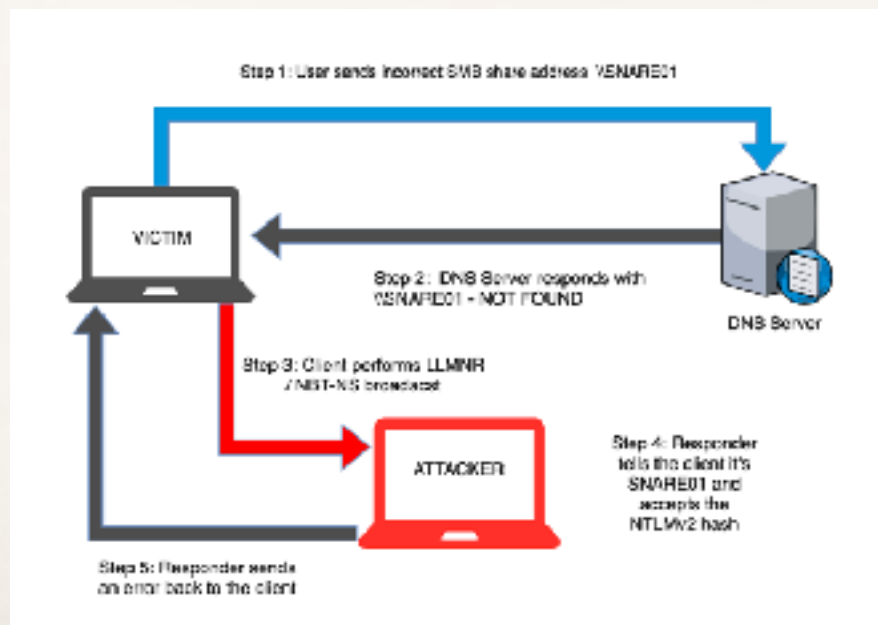 Step 1: User sends incorrect SMB share address \\SNARE01
VICTIM
Step 2: DNS Server responds with
\\SNARE01 - NOT FOUND
DNS Server
Step 3: Client performs LLMNR
/ NBT-NS broadcast
ATTACKER
Step 4: Responder
tells the client it's
SNARE01 and
accepts the
NTLMv2 hash
Step 5: Responder sends
an error back to the client